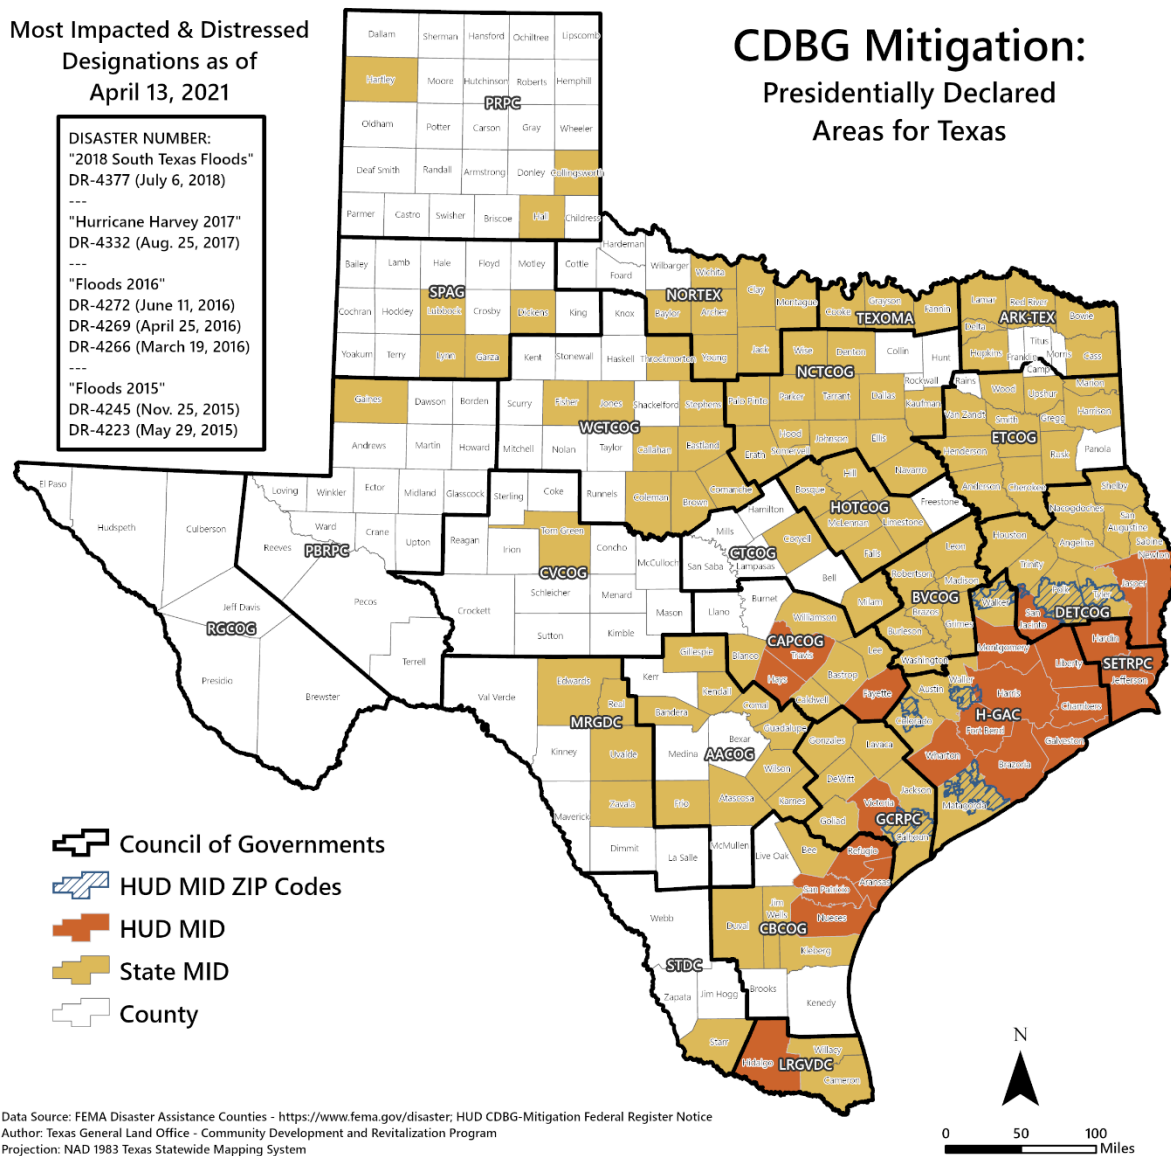 Most Impacted & Distressed
Designations as of
April 13, 2021
CDBG Mitigation:
Presidentially Declared
Areas for Texas
DISASTER NUMBER:
"2018 South Texas Floods"
DR-4377 (July 6, 2018)
---
"Hurricane Harvey 2017"
DR-4332 (Aug. 25, 2017)
---
"Floods 2016"
DR-4272 (June 11, 2016)
DR-4269 (April 25, 2016)
DR-4266 (March 19, 2016)
---
"Floods 2015"
DR-4245 (Nov. 25, 2015)
DR-4223 (May 29, 2015)
Dallam Sherman Hansford Ochiltree Lipscomb
Hartley Moore Hutchinson Roberts Hemphill
PRPC
Oldham Potter Carson Gray Wheeler
Deaf Smith Randall Armstrong Donley Collingsworth
Parmer Castro Swisher Briscoe Hall Childress
Hardeman
Bailey Lamb Hale Floyd Motley Cottle Foard Wilbarger Wichita
SPAG NORTEX
Clay Montague Cooke Grayson Fannin Lamar Red River Bowie
TEXOMA ARK-TEX
Cochran Hockley Lubbock Crosby Dickens King Knox Baylor Archer
Delta Hopkins Franklin Titus Morris Cass Camp
Yoakum Terry Lynn Garza Kent Stonewall Haskell Throckmorton Young Jack Wise Denton Collin Hunt
NCTCOG
Rockwall Rains Wood Upshur Marion
Gaines Dawson Borden Scurry Fisher Jones Shackelford Stephens Palo Pinto Parker Tarrant Dallas Kaufman Van Zandt Smith Gregg Harrison
WCTCOG ETCOG
Andrews Martin Howard Mitchell Nolan Taylor Callahan Eastland Erath Hood Somervell Johnson Ellis Navarro Henderson Rusk Panola
El Paso Hudspeth Culberson
Loving Winkler Ector Midland Glasscock Sterling Coke Runnels Coleman Brown Comanche Hamilton Bosque Hill Freestone Anderson Cherokee Shelby
HOTCOG
Nacogdoches San Augustine Sabine Newton
Ward Crane Upton Reagan Irion Tom Green Concho McCulloch San Saba Mills Lampasas Coryell McLennan Limestone Falls Leon Houston Angelina Trinity
Reeves PBRPC CVCOG CTCOG
Bell Robertson Madison Milam Walker Polk Tyler Jasper
BVCOG DETCOG
Schleicher Menard Mason Llano Burnet Williamson Brazos Grimes Burleson San Jacinto Hardin
Jeff Davis Pecos Crockett
RGCOG
Sutton Kimble Gillespie Blanco Travis Lee Washington Montgomery Liberty
CAPCOG SETRPC
Jefferson
Presidio Brewster Terrell Val Verde Edwards Real Kerr Kendall Hays Bastrop Caldwell Fayette Austin Waller Harris Chambers
H-GAC
MRGDC
Bandera Comal Guadalupe Colorado Fort Bend Galveston
Kinney Uvalde Medina Bexar Gonzales Lavaca Wharton Brazoria
AACOG
Wilson DeWitt Jackson Matagorda
Maverick Zavala Frio Atascosa Karnes Goliad Victoria Calhoun
GCRPC
Dimmit La Salle McMullen Live Oak Bee Refugio Aransas San Patricio
Webb Duval Jim Wells Nueces
CBCOG
Kleberg
STDC
Zapata Jim Hogg Brooks Kenedy
Starr Hidalgo Willacy Cameron
LRGVDC
Council of Governments
HUD MID ZIP Codes
HUD MID
State MID
County
N
0 50 100
Miles
Data Source: FEMA Disaster Assistance Counties - https://www.fema.gov/disaster; HUD CDBG-Mitigation Federal Register Notice
Author: Texas General Land Office - Community Development and Revitalization Program
Projection: NAD 1983 Texas Statewide Mapping System